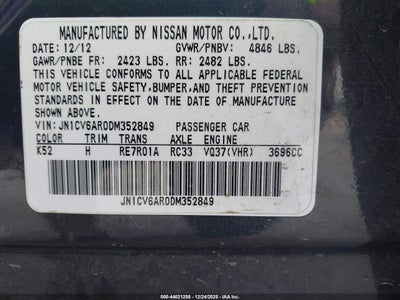 MANUFACTURED BY NISSAN MOTOR CO.,LTD.
DATE: 12/12 GVWR/PNBV: 4846 LBS.
GAWR/PNBE FR: 2423 LBS. RR: 2482 LBS.
THIS VEHICLE CONFORMS TO ALL APPLICABLE FEDERAL
MOTOR VEHICLE SAFETY,BUMPER,AND THEFT PREVENTION
STANDARDS IN EFFECT ON THE DATE OF MANUFACTURE
SHOWN ABOVE.
VIN: JN1CV6AR0DM352849 PASSENGER CAR
COLOR TRIM TRANS AXLE ENGINE
K52 H RE7R01A RC33 VQ37(VHR) 3696CC
JN1CV6AR0DM352849
000-44021258 - 12/24/2025 - IAA